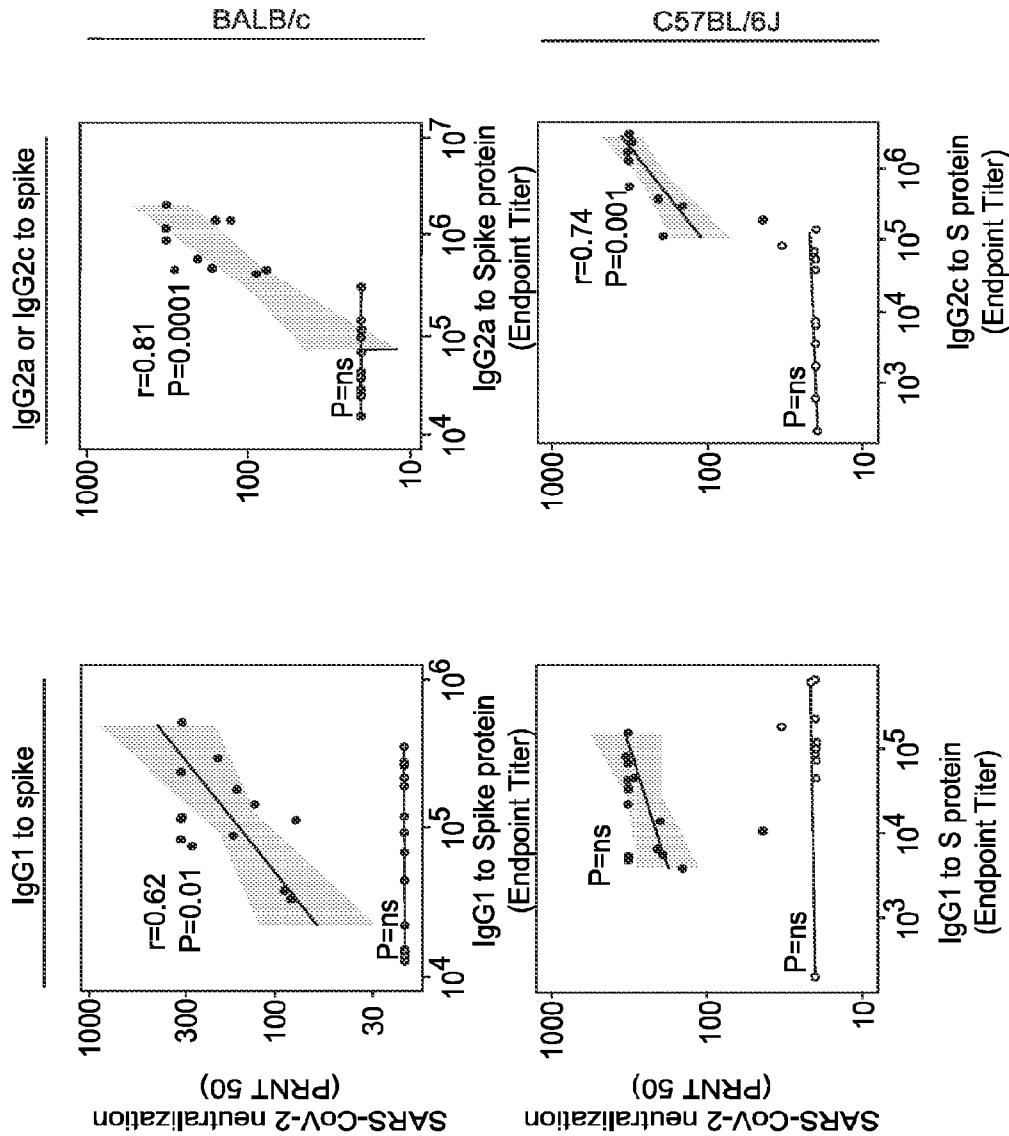 IgG1 to spike
IgG2a or IgG2c to spike
SARS-CoV-2 neutralization
(PRNT 50)
1000
300
100
30
r=0.62
P=0.01
P=ns
10⁴
10⁵
10⁶
IgG1 to Spike protein
(Endpoint Titer)
1000
100
10
r=0.81
P=0.0001
P=ns
10⁴
10⁵
10⁶
10⁷
IgG2a to Spike protein
(Endpoint Titer)
BALB/c
SARS-CoV-2 neutralization
(PRNT 50)
1000
100
10
P=ns
P=ns
10³
10⁴
10⁵
IgG1 to S protein
(Endpoint Titer)
1000
100
10
r=0.74
P=0.001
P=ns
10³
10⁴
10⁵
10⁶
IgG2c to S protein
(Endpoint Titer)
C57BL/6J